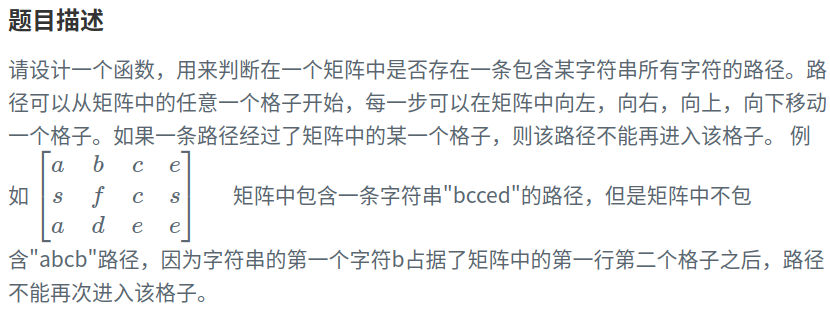 题目描述
请设计一个函数，用来判断在一个矩阵中是否存在一条包含某字符串所有字符的路径。路
径可以从矩阵中的任意一个格子开始，每一步可以在矩阵中向左，向右，向上，向下移动
一个格子。如果一条路径经过了矩阵中的某一个格子，则该路径不能再进入该格子。 例
a b c e
如 s f c s 矩阵中包含一条字符串"bcced"的路径，但是矩阵中不包
a d e e
含"abcb"路径，因为字符串的第一个字符b占据了矩阵中的第一行第二个格子之后，路径
不能再次进入该格子。